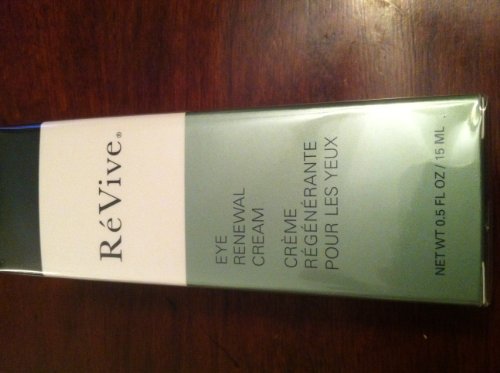 RéVive®
EYE
RENEWAL
CREAM
CRÈME
RÉGÉNÉRANTE
POUR LES YEUX
NET WT 0.5 FL OZ / 15 ML